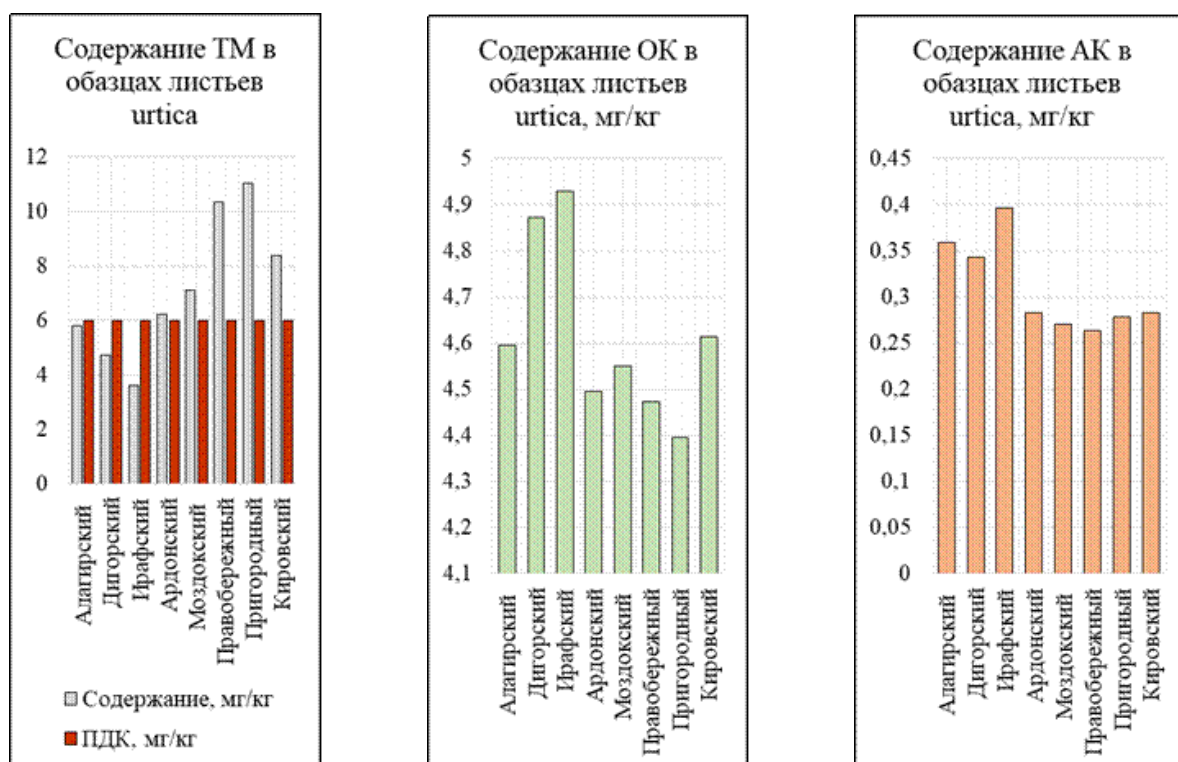 Содержание ТМ в
обазцах листьев
urtica
12
10
8
6
4
2
0
Алагирский
Дигорский
Ирафский
Ардонский
Моздокский
Правобережный
Пригородный
Кировский
Содержание, мг/кг
ПДК, мг/кг
Содержание ОК в
обазцах листьев
urtica, мг/кг
5
4,9
4,8
4,7
4,6
4,5
4,4
4,3
4,2
4,1
Алагирский
Дигорский
Ирафский
Ардонский
Моздокский
Правобережный
Пригородный
Кировский
Содержание АК в
обазцах листьев
urtica, мг/кг
0,45
0,4
0,35
0,3
0,25
0,2
0,15
0,1
0,05
0
Алагирский
Дигорский
Ирафский
Ардонский
Моздокский
Правобережный
Пригородный
Кировский